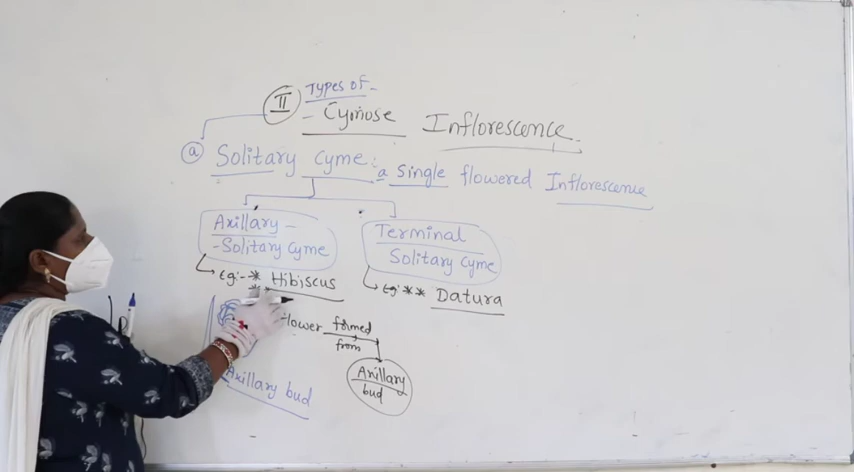 II Types of -
- Cymose Inflorescence.
a Solitary cyme: a single flowered Inflorescence
Axillary -
- Solitary Cyme
Terminal
Solitary Cyme
eg:- * Hibiscus
**
eg: ** Datura
flower formed
from
Axillary
bud
Axillary bud